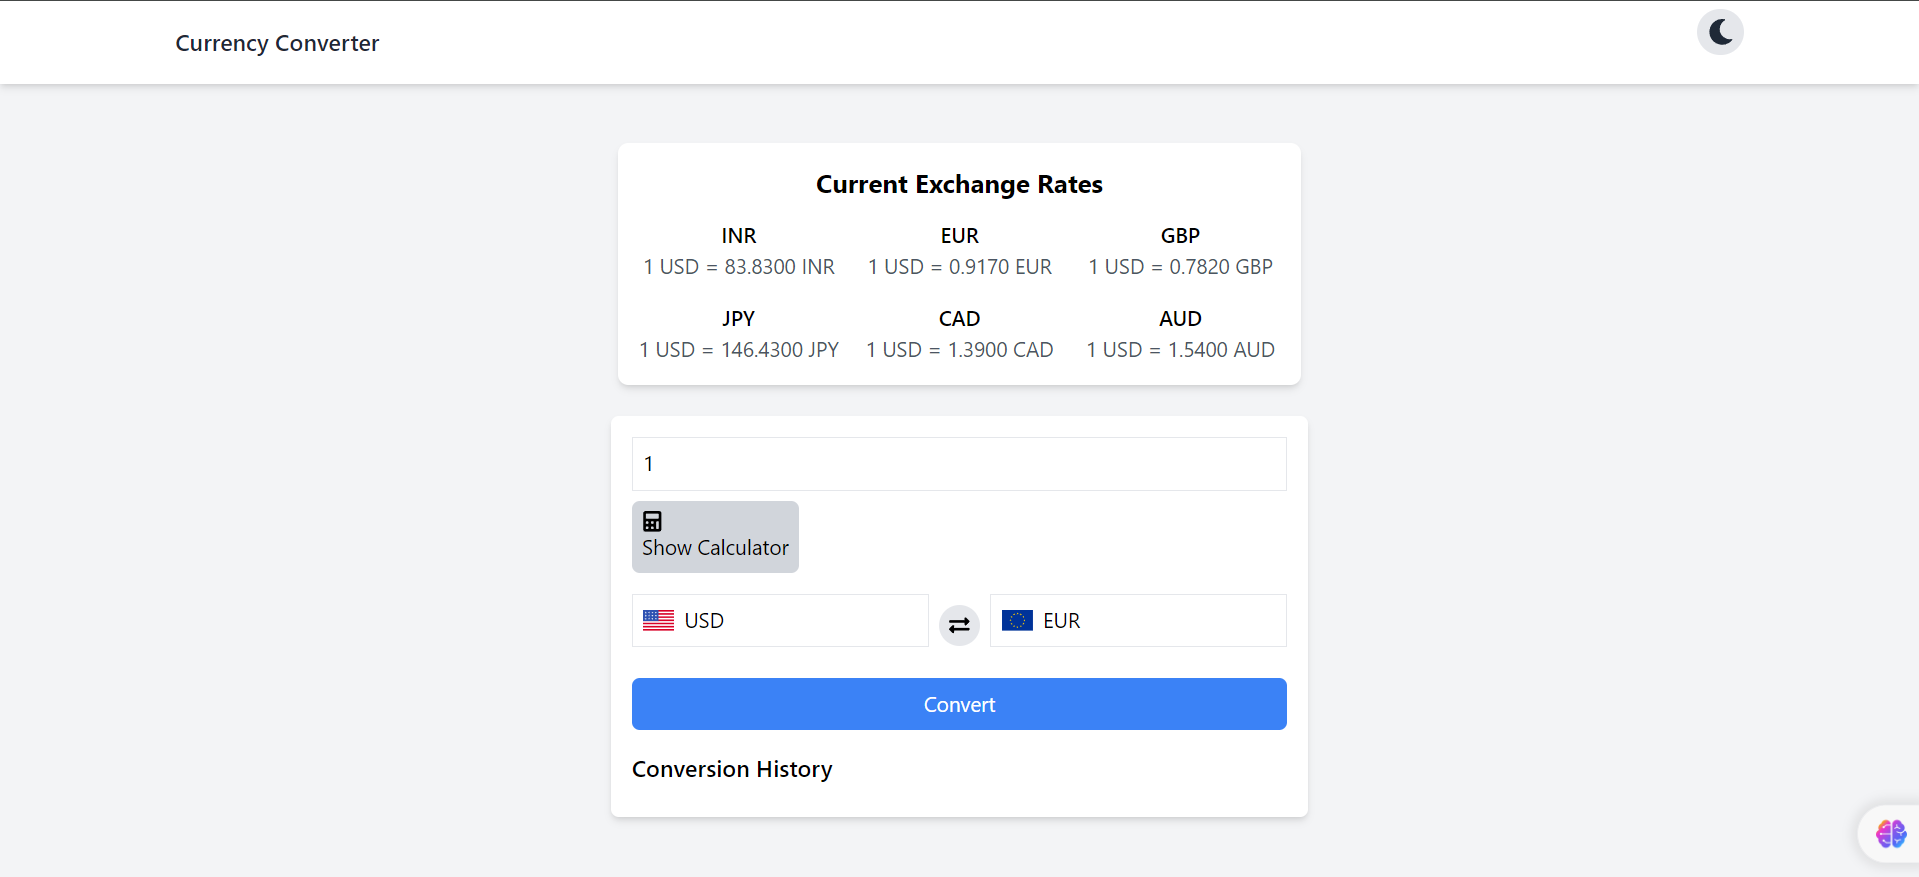 Currency Converter
Current Exchange Rates
INR
1 USD = 83.8300 INR
EUR
1 USD = 0.9170 EUR
GBP
1 USD = 0.7820 GBP
JPY
1 USD = 146.4300 JPY
CAD
1 USD = 1.3900 CAD
AUD
1 USD = 1.5400 AUD
1
Show Calculator
USD
EUR
Convert
Conversion History